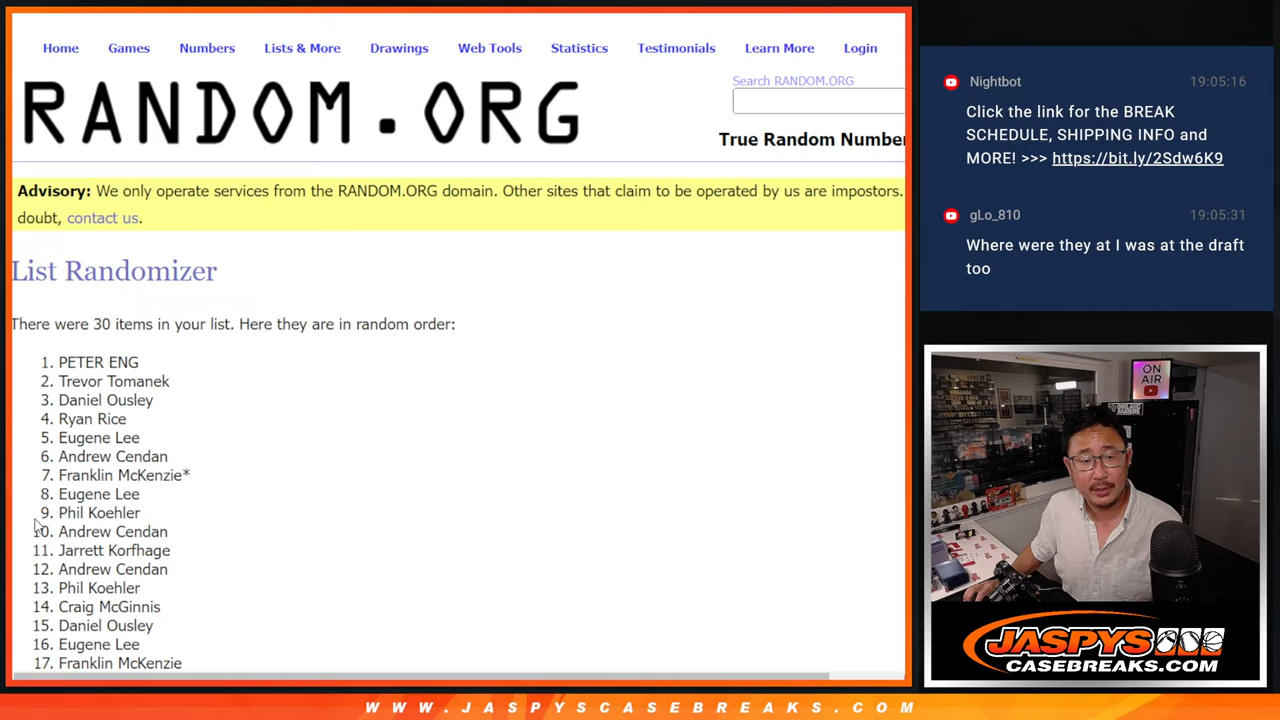 Home Games Numbers Lists & More Drawings Web Tools Statistics Testimonials Learn More Login
RANDOM.ORG
Search RANDOM.ORG
True Random Number
Advisory: We only operate services from the RANDOM.ORG domain. Other sites that claim to be operated by us are impostors.
doubt, contact us.
List Randomizer
There were 30 items in your list. Here they are in random order:
1. PETER ENG
2. Trevor Tomanek
3. Daniel Ousley
4. Ryan Rice
5. Eugene Lee
6. Andrew Cendan
7. Franklin McKenzie*
8. Eugene Lee
9. Phil Koehler
10. Andrew Cendan
11. Jarrett Korfhage
12. Andrew Cendan
13. Phil Koehler
14. Craig McGinnis
15. Daniel Ousley
16. Eugene Lee
17. Franklin McKenzie
Nightbot 19:05:16
Click the link for the BREAK
SCHEDULE, SHIPPING INFO and
MORE! >>> https://bit.ly/2Sdw6K9
gLo_810 19:05:31
Where were they at I was at the draft
too
ON
AIR
JASPYS
CASEBREAKS.COM
WWW.JASPYSCASEBREAKS.COM